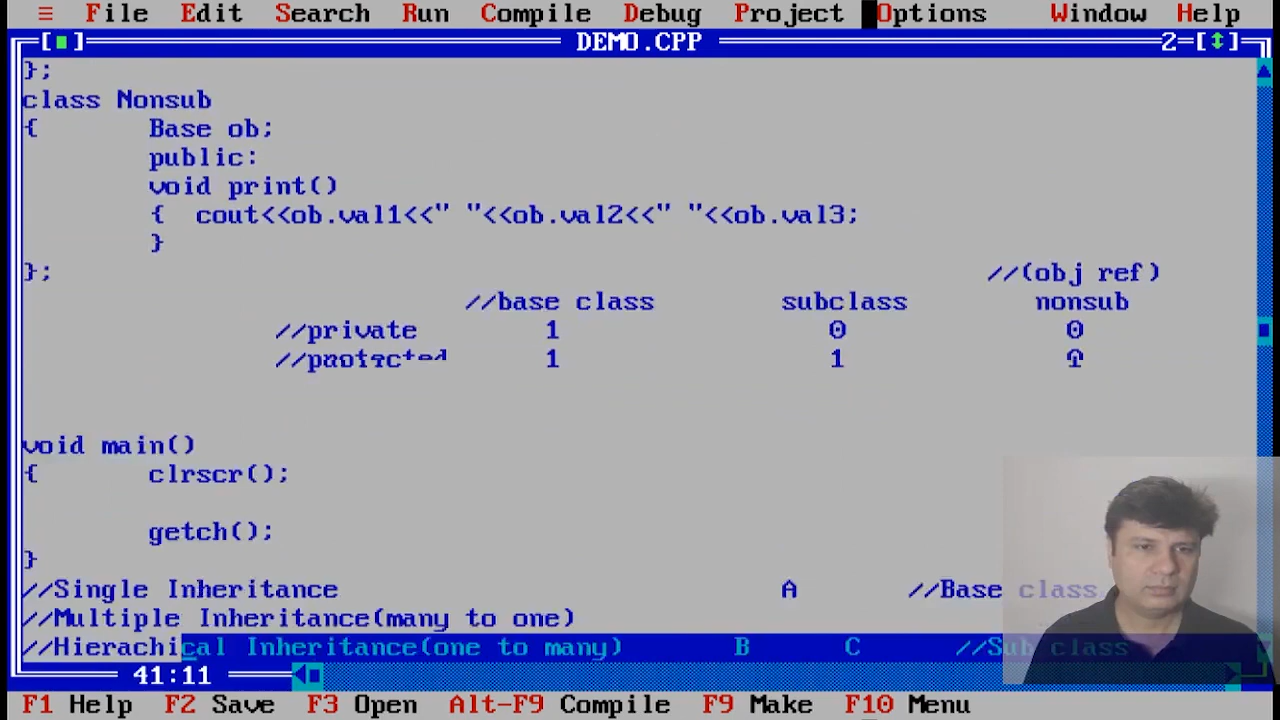 ≡ File Edit Search Run Compile Debug Project Options Window Help
[■] DEMO.CPP 2=[↕]
};
class Nonsub
{ Base ob;
public:
void print()
{ cout<<ob.val1<<" "<<ob.val2<<" "<<ob.val3;
}
};
//(obj ref)
//base class subclass nonsub
//private 1 0 0
1 1
void main()
{ clrscr();
getch();
}
//Single Inheritance A //Base class
//Multiple Inheritance(many to one)
//Hierachical Inheritance(one to many) B C //Sub class
41:11
F1 Help F2 Save F3 Open Alt-F9 Compile F9 Make F10 Menu